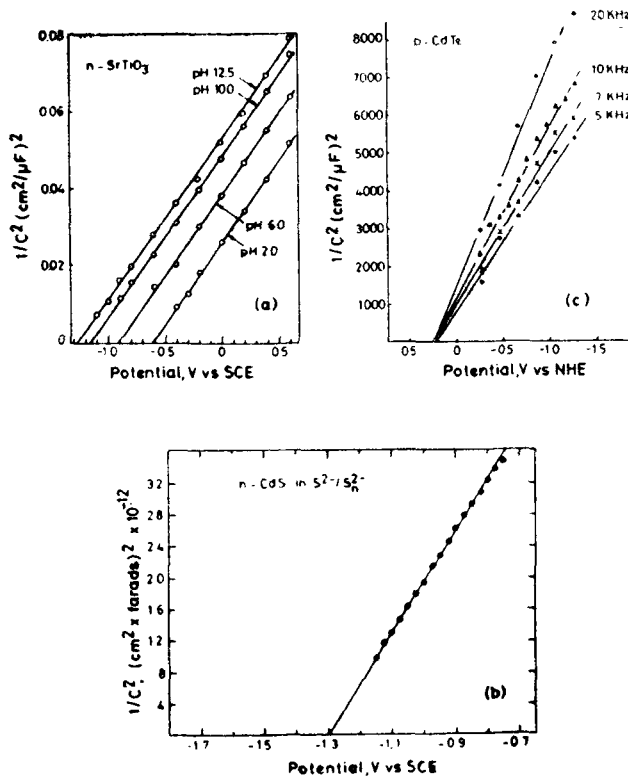 n - SrTiO3
0.08
0.06
0.04
0.02
0
pH 12.5
pH 10.0
pH 6.0
pH 2.0
(a)
1/C² (cm²/μF)²
-1.0 -0.5 0 0.5
Potential, V vs SCE
p - CdTe
20 KHz
10 KHz
7 KHz
5 KHz
8000
7000
6000
5000
4000
3000
2000
1000
(c)
1/C² (cm²/μF)²
0.5 0 -0.5 -1.0 -1.5
Potential, V vs NHE
n - CdS in S²⁻/Sn²⁻
32
28
24
20
16
12
8
4
(b)
1/C², (cm² x farads)² x 10⁻¹²
-1.7 -1.5 -1.3 -1.1 -0.9 -0.7
Potential, V vs SCE